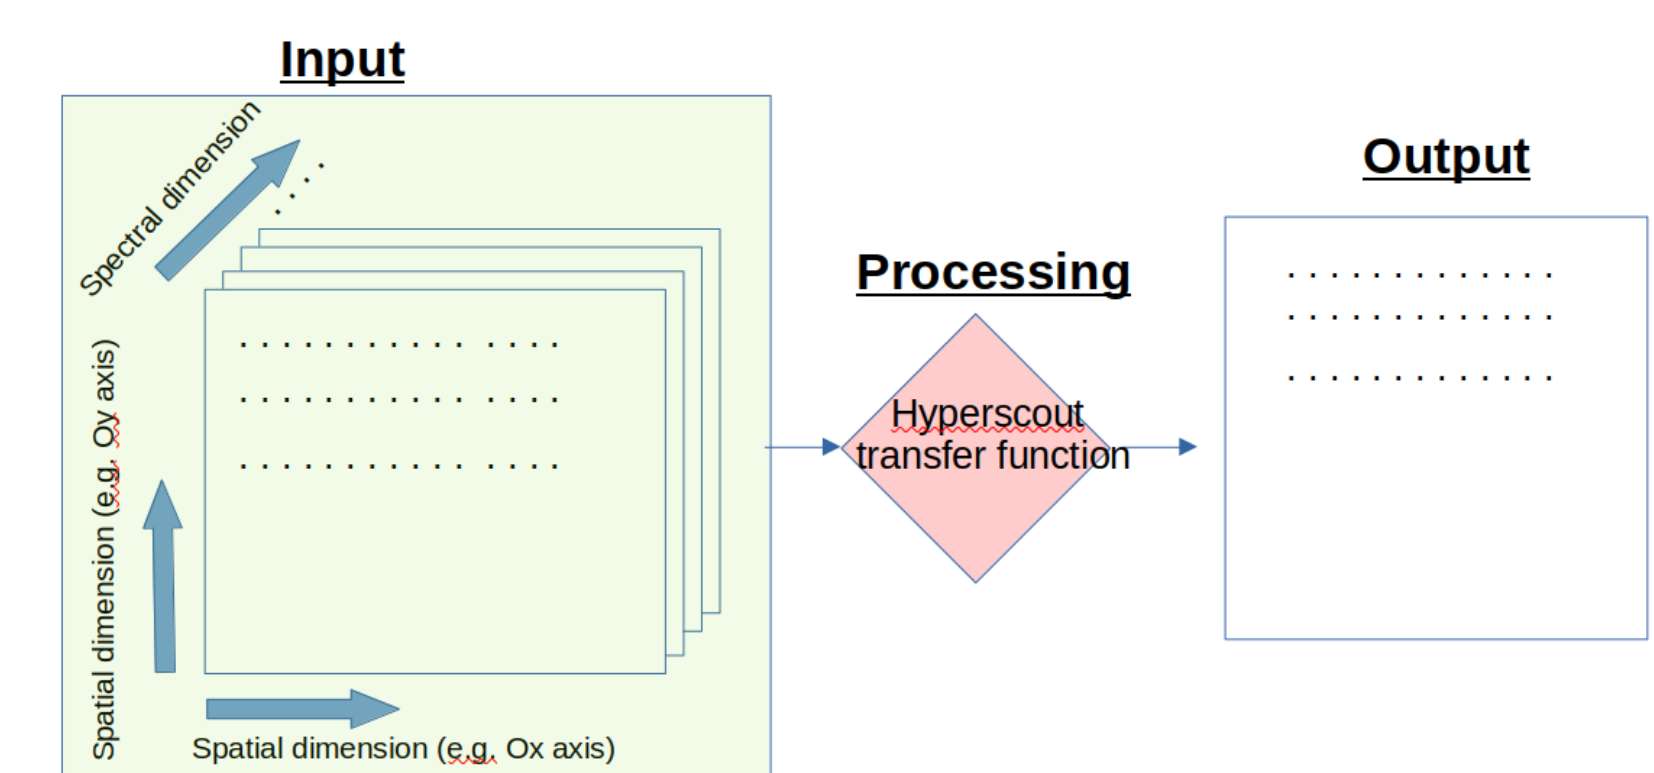 Input
Spectral dimension
. . . .
Spatial dimension (e.g. Oy axis)
. . . . . . . . . . . . . . .
. . . . . . . . . . . . . . .
. . . . . . . . . . . . . . .
Spatial dimension (e.g. Ox axis)
Processing
Hyperscout
transfer function
Output
. . . . . . . . . . . . .
. . . . . . . . . . . . .
. . . . . . . . . . . . .